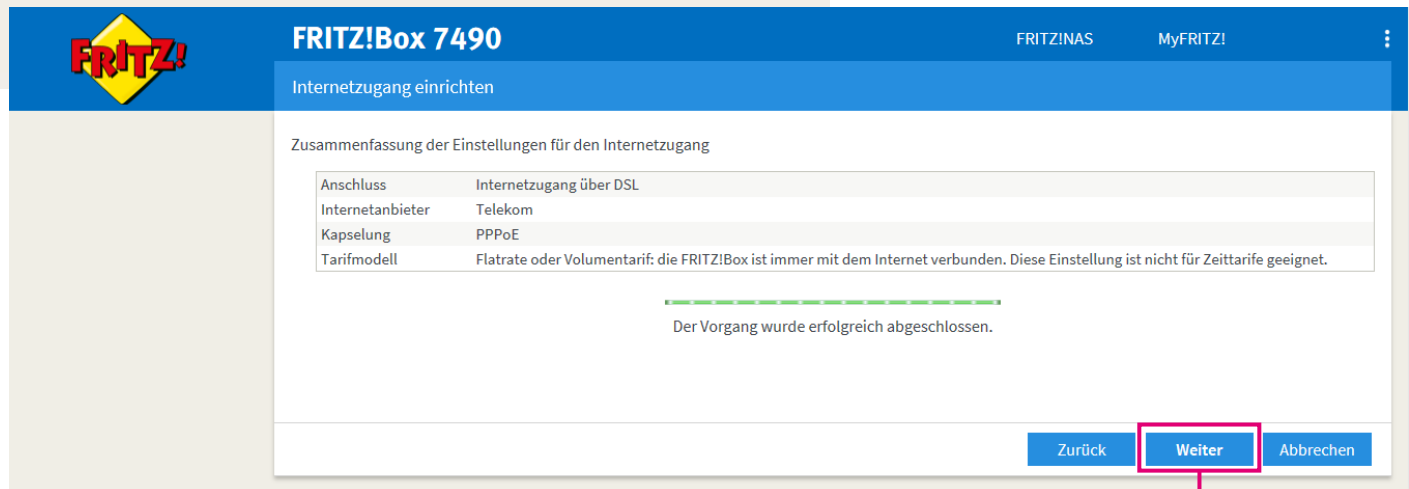 FRITZ!
FRITZ!Box 7490
FRITZ!NAS
MyFRITZ!
Internetzugang einrichten
Zusammenfassung der Einstellungen für den Internetzugang
Anschluss Internetzugang über DSL
Internetanbieter Telekom
Kapselung PPPoE
Tarifmodell Flatrate oder Volumentarif: die FRITZ!Box ist immer mit dem Internet verbunden. Diese Einstellung ist nicht für Zeittarife geeignet.
Der Vorgang wurde erfolgreich abgeschlossen.
Zurück
Weiter
Abbrechen